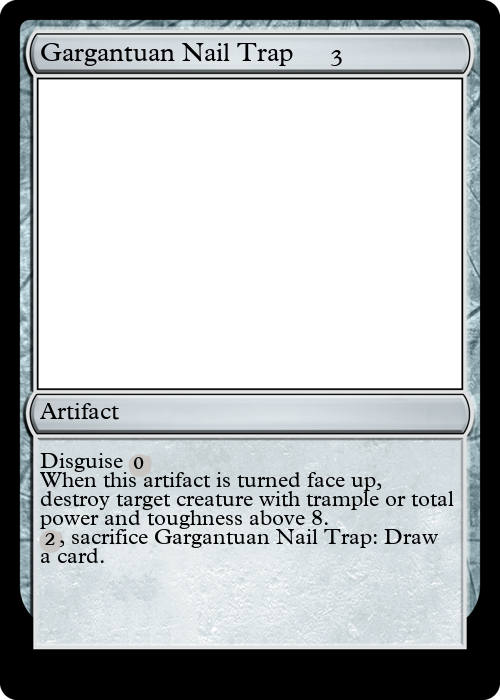 Gargantuan Nail Trap 3
Artifact
Disguise 0
When this artifact is turned face up,
destroy target creature with trample or total
power and toughness above 8.
2, sacrifice Gargantuan Nail Trap: Draw
a card.